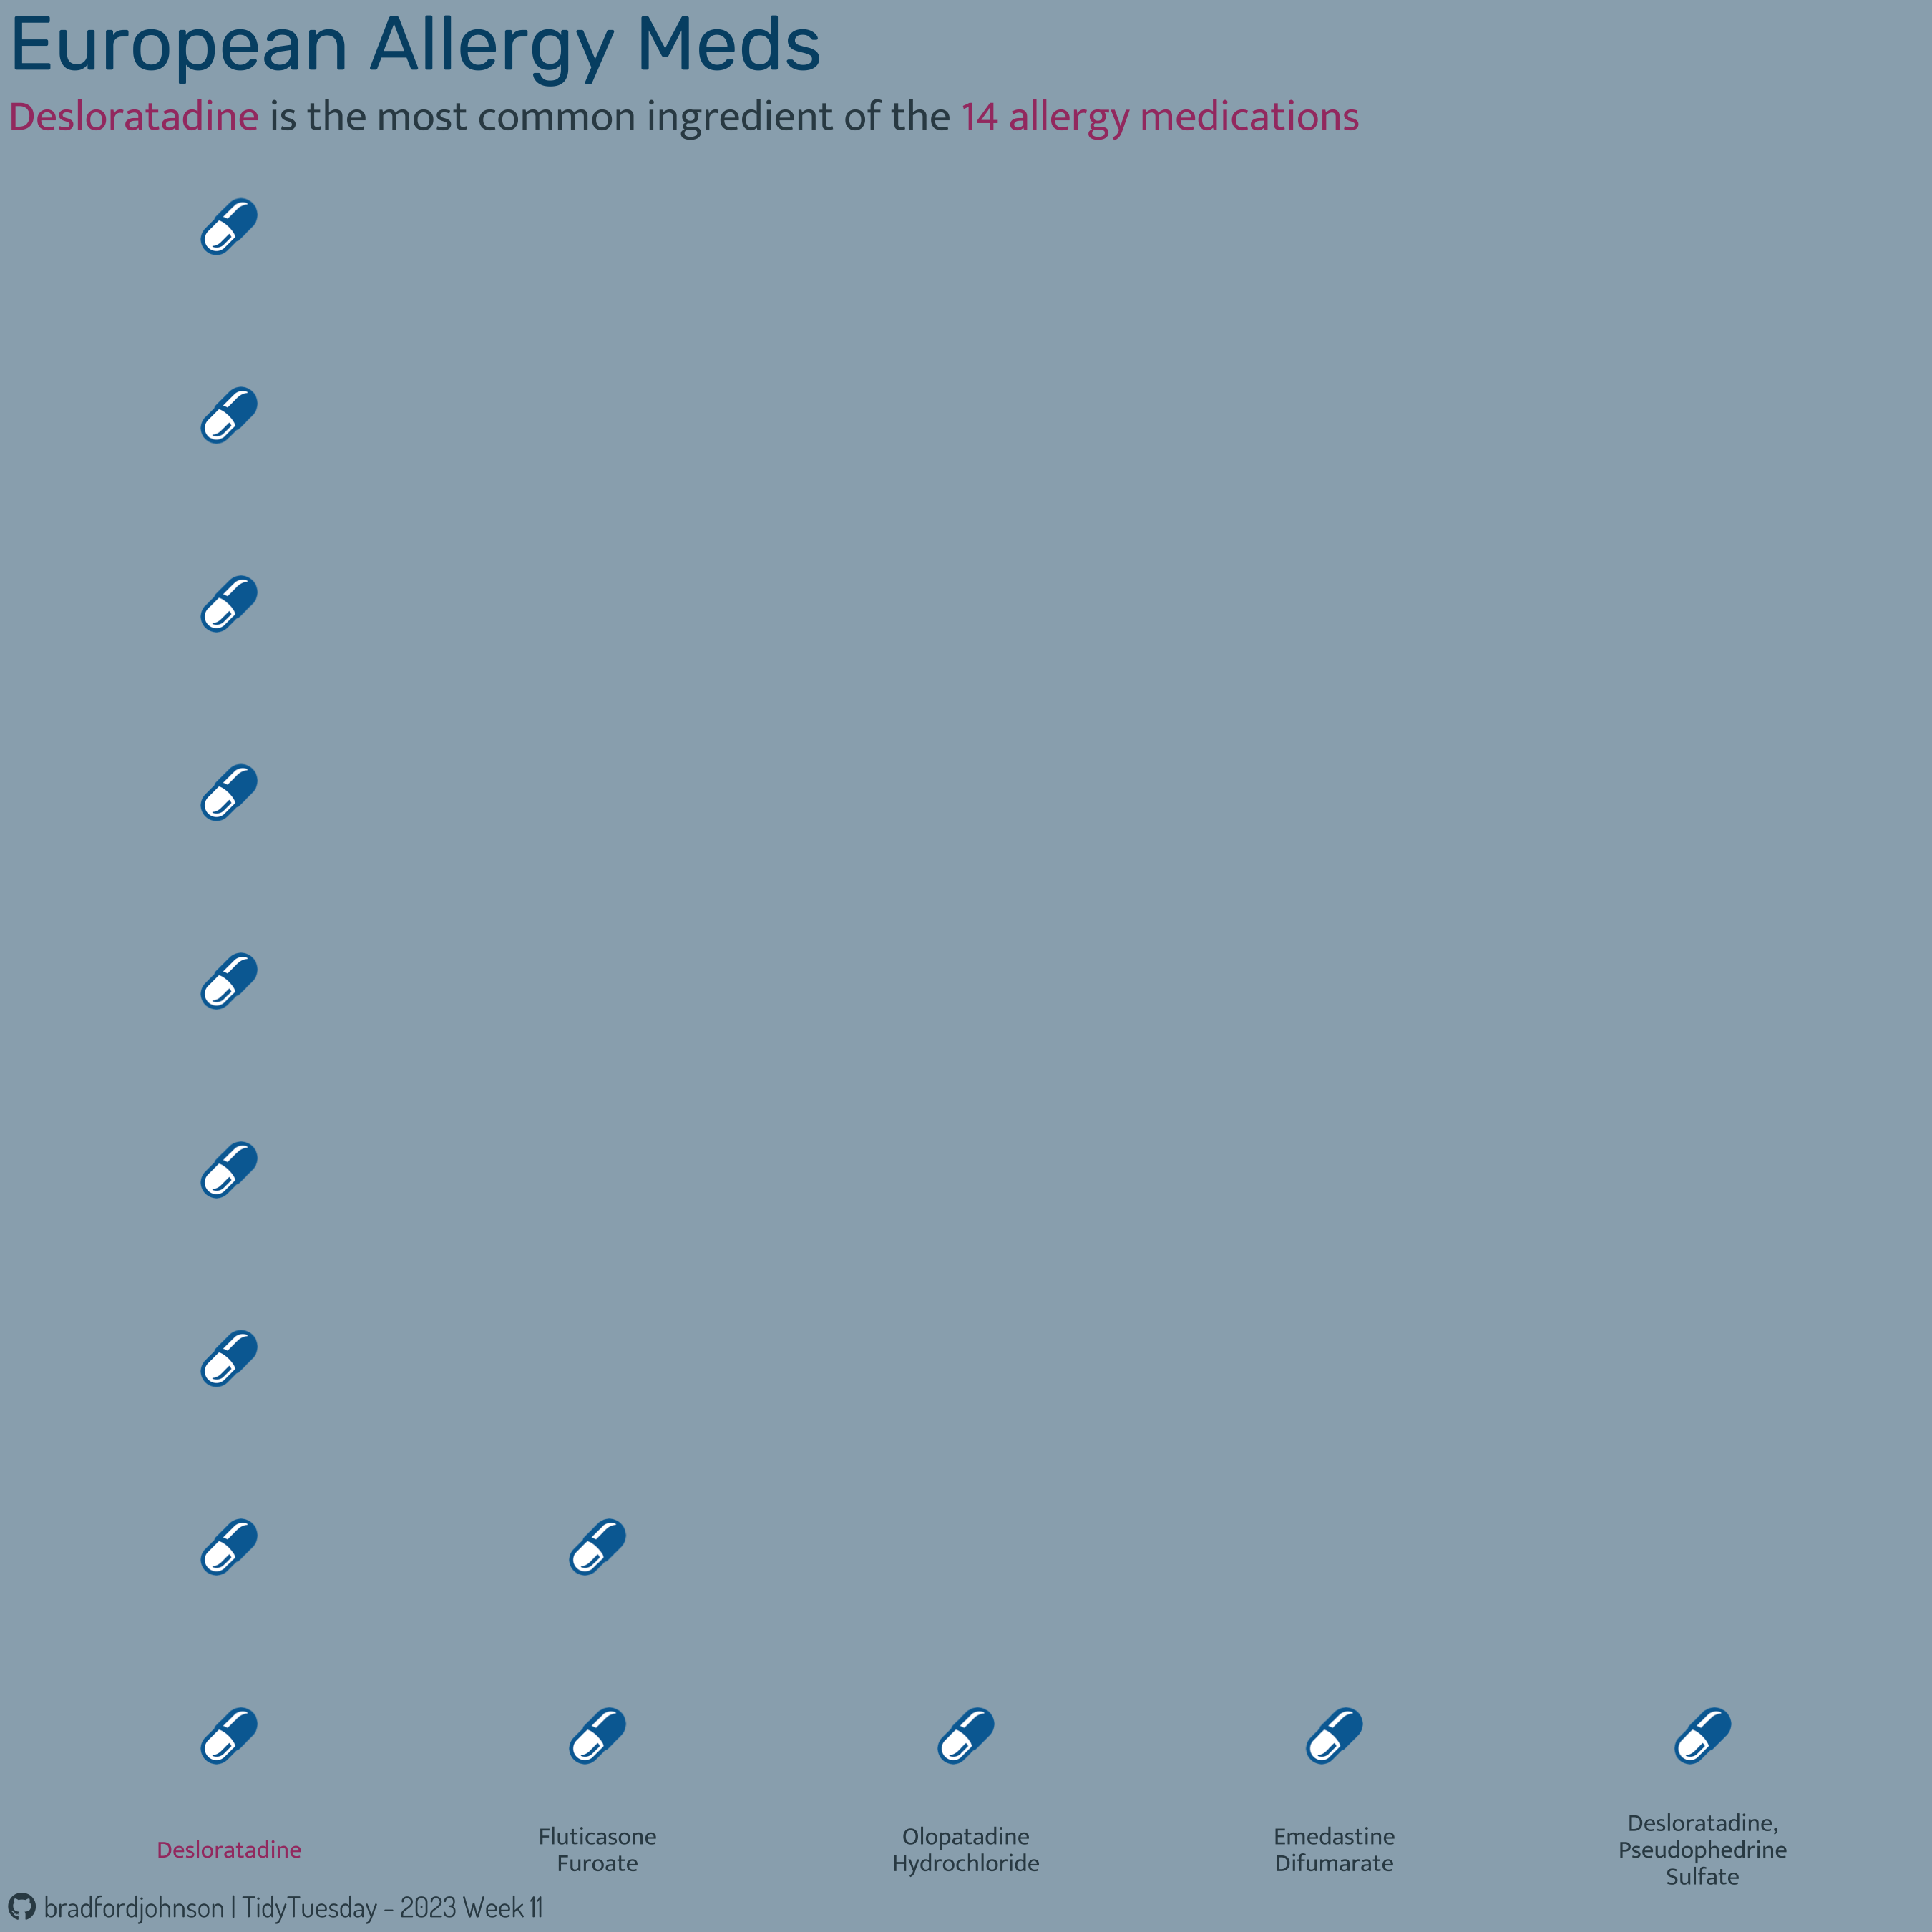 European Allergy Meds
Desloratadine is the most common ingredient of the 14 allergy medications
Desloratadine
Fluticasone
Furoate
Olopatadine
Hydrochloride
Emedastine
Difumarate
Desloratadine,
Pseudophedrine
Sulfate
bradfordjohnson | TidyTuesday - 2023 Week 11